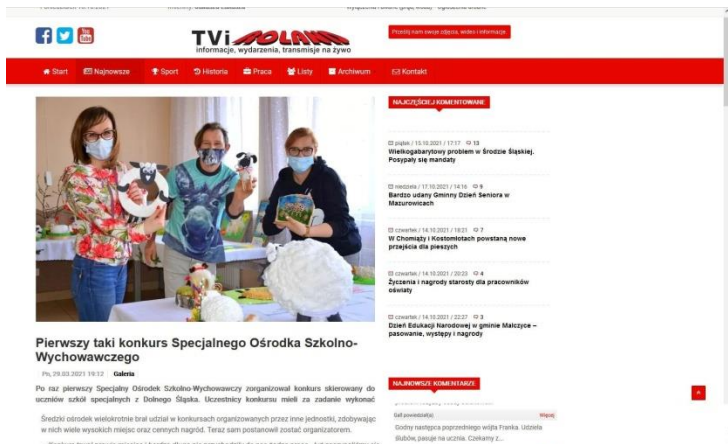 TVi POLAND
informacje, wydarzenia, transmisje na żywo
Prześlij nam swoje zdjęcia, wideo i informacje.
Start Najnowsze Sport Historia Praca Listy Archiwum Kontakt
Pierwszy taki konkurs Specjalnego Ośrodka Szkolno-
Wychowawczego
Pn, 29.03.2021 19:12 Galeria
Po raz pierwszy Specjalny Ośrodek Szkolno-Wychowawczy zorganizował konkurs skierowany do
uczniów szkół specjalnych z Dolnego Śląska. Uczestnicy konkursu mieli za zadanie wykonać
Średzki ośrodek wielokrotnie brał udział w konkursach organizowanych przez inne jednostki, zdobywając
w nich wiele wysokich miejsc oraz cennych nagród. Teraz sam postanowił zostać organizatorem.
NAJCZĘŚCIEJ KOMENTOWANE
piątek / 15.10.2021 / 17:17 13
Wielkogabarytowy problem w Środzie Śląskiej.
Posypały się mandaty
niedziela / 17.10.2021 / 14:16 9
Bardzo udany Gminny Dzień Seniora w
Mazurowicach
czwartek / 14.10.2021 / 18:21 7
W Chomiąży i Kostomłotach powstaną nowe
przejścia dla pieszych
czwartek / 14.10.2021 / 20:23 4
Życzenia i nagrody starosty dla pracowników
oświaty
czwartek / 14.10.2021 / 22:27 3
Dzień Edukacji Narodowej w gminie Malczyce –
pasowanie, występy i nagrody
NAJNOWSZE KOMENTARZE
Gall powiedział(a) Więcej
Godny następca poprzedniego wójta Franka. Udziela
ślubów, pasuje na ucznia. Czekamy z...